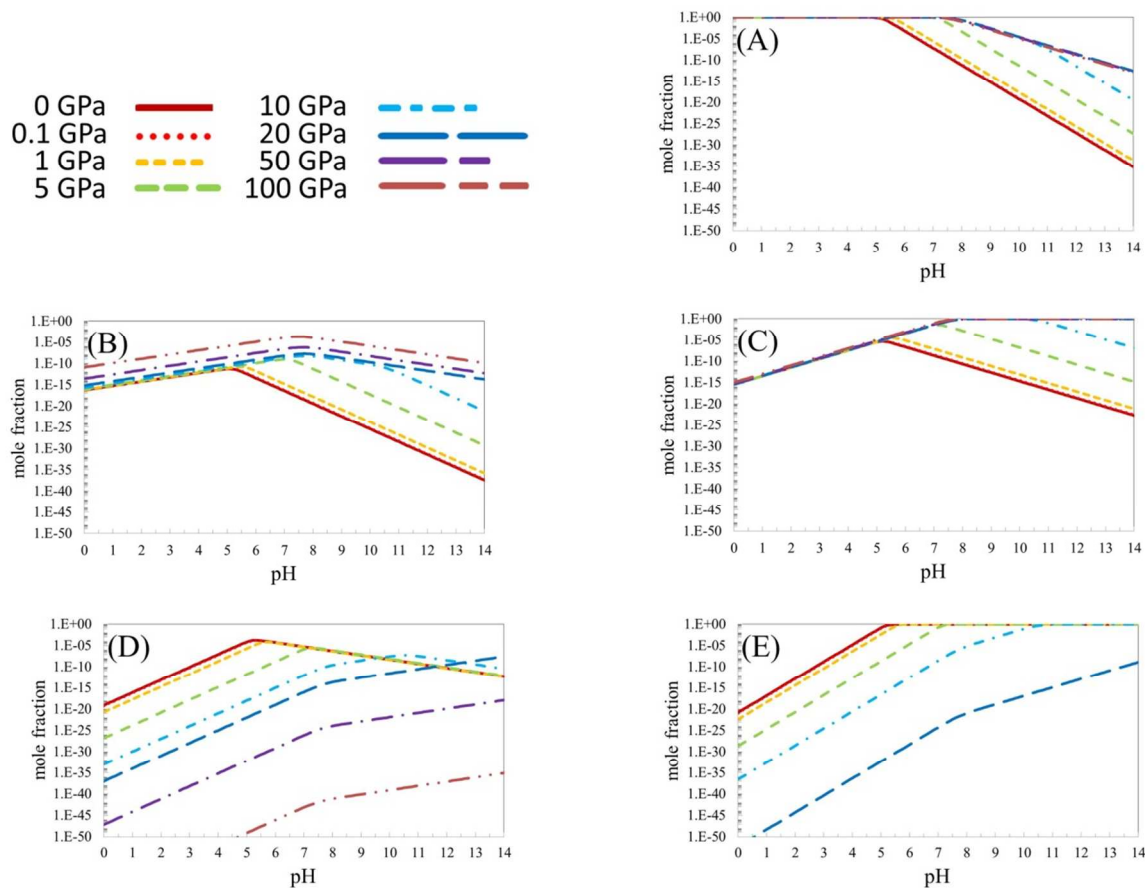 0 GPa
10 GPa
0.1 GPa
20 GPa
1 GPa
50 GPa
5 GPa
100 GPa
(A)
mole fraction
1.E+00
1.E-05
1.E-10
1.E-15
1.E-20
1.E-25
1.E-30
1.E-35
1.E-40
1.E-45
1.E-50
0 1 2 3 4 5 6 7 8 9 10 11 12 13 14
pH
(B)
mole fraction
1.E+00
1.E-05
1.E-10
1.E-15
1.E-20
1.E-25
1.E-30
1.E-35
1.E-40
1.E-45
1.E-50
0 1 2 3 4 5 6 7 8 9 10 11 12 13 14
pH
(C)
mole fraction
1.E+00
1.E-05
1.E-10
1.E-15
1.E-20
1.E-25
1.E-30
1.E-35
1.E-40
1.E-45
1.E-50
0 1 2 3 4 5 6 7 8 9 10 11 12 13 14
pH
(D)
mole fraction
1.E+00
1.E-05
1.E-10
1.E-15
1.E-20
1.E-25
1.E-30
1.E-35
1.E-40
1.E-45
1.E-50
0 1 2 3 4 5 6 7 8 9 10 11 12 13 14
pH
(E)
mole fraction
1.E+00
1.E-05
1.E-10
1.E-15
1.E-20
1.E-25
1.E-30
1.E-35
1.E-40
1.E-45
1.E-50
0 1 2 3 4 5 6 7 8 9 10 11 12 13 14
pH